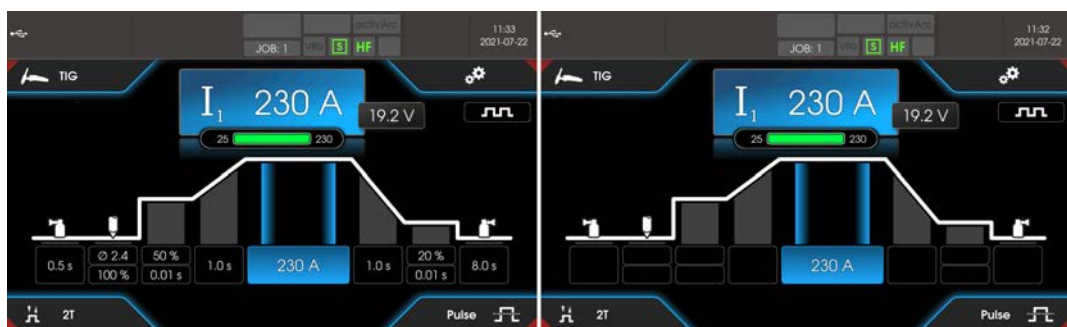 activArc
11:33
JOB: 1 VRD S HF
2021-07-22
TIG
I1 230 A
19.2 V
25 230
0.5 s
Ø 2.4
100 %
50 %
0.01 s
1.0 s
230 A
1.0 s
20 %
0.01 s
8.0 s
2T
Pulse
activArc
11:32
JOB: 1 VRD S HF
2021-07-22
TIG
I1 230 A
19.2 V
25 230
230 A
2T
Pulse